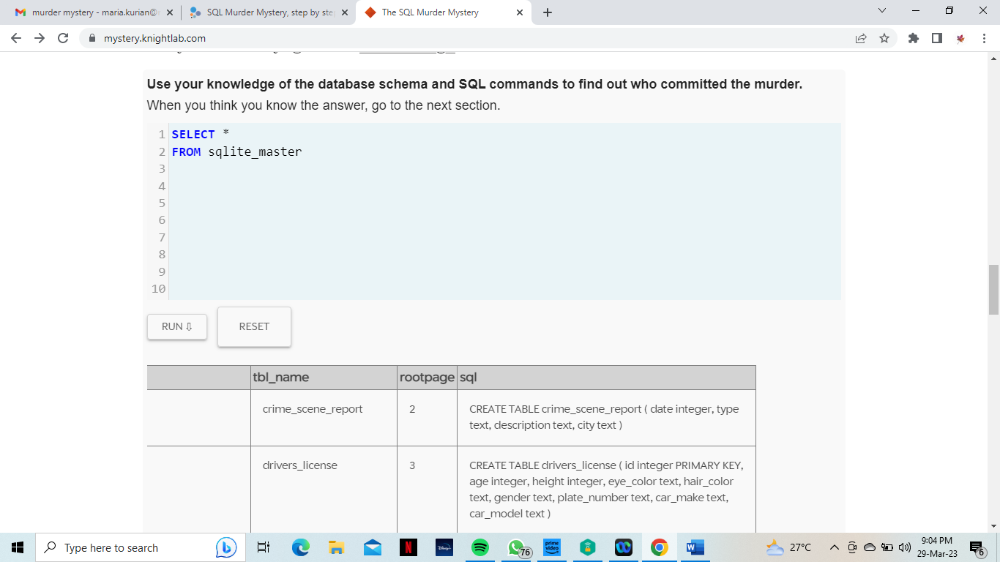 murder mystery - maria.kurian@
SQL Murder Mystery, step by ste
The SQL Murder Mystery
mystery.knightlab.com
Use your knowledge of the database schema and SQL commands to find out who committed the murder.
When you think you know the answer, go to the next section.
1 SELECT *
2 FROM sqlite_master
3
4
5
6
7
8
9
10
RUN ⇩
RESET
tbl_name rootpage sql
crime_scene_report 2 CREATE TABLE crime_scene_report ( date integer, type
text, description text, city text )
drivers_license 3 CREATE TABLE drivers_license ( id integer PRIMARY KEY,
age integer, height integer, eye_color text, hair_color
text, gender text, plate_number text, car_make text,
car_model text )
Type here to search
N
Disney+
76
prime
video
W
27°C
9:04 PM
29-Mar-23
6